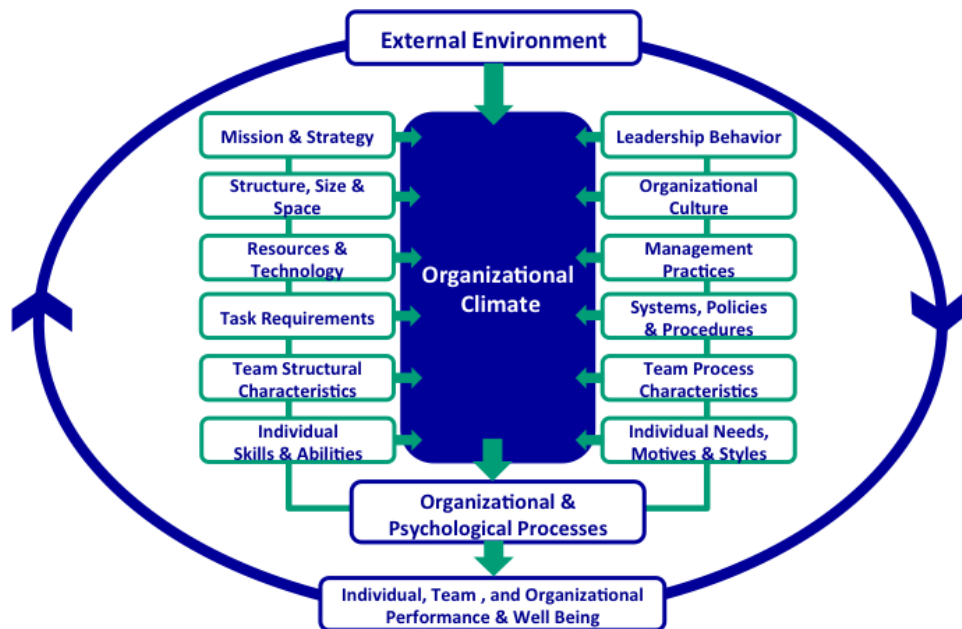 External Environment
Mission & Strategy
Leadership Behavior
Structure, Size &
Space
Organizational
Culture
Resources &
Technology
Management
Practices
Organizational
Climate
Task Requirements
Systems, Policies
& Procedures
Team Structural
Characteristics
Team Process
Characteristics
Individual
Skills & Abilities
Individual Needs,
Motives & Styles
Organizational &
Psychological Processes
Individual, Team , and Organizational
Performance & Well Being